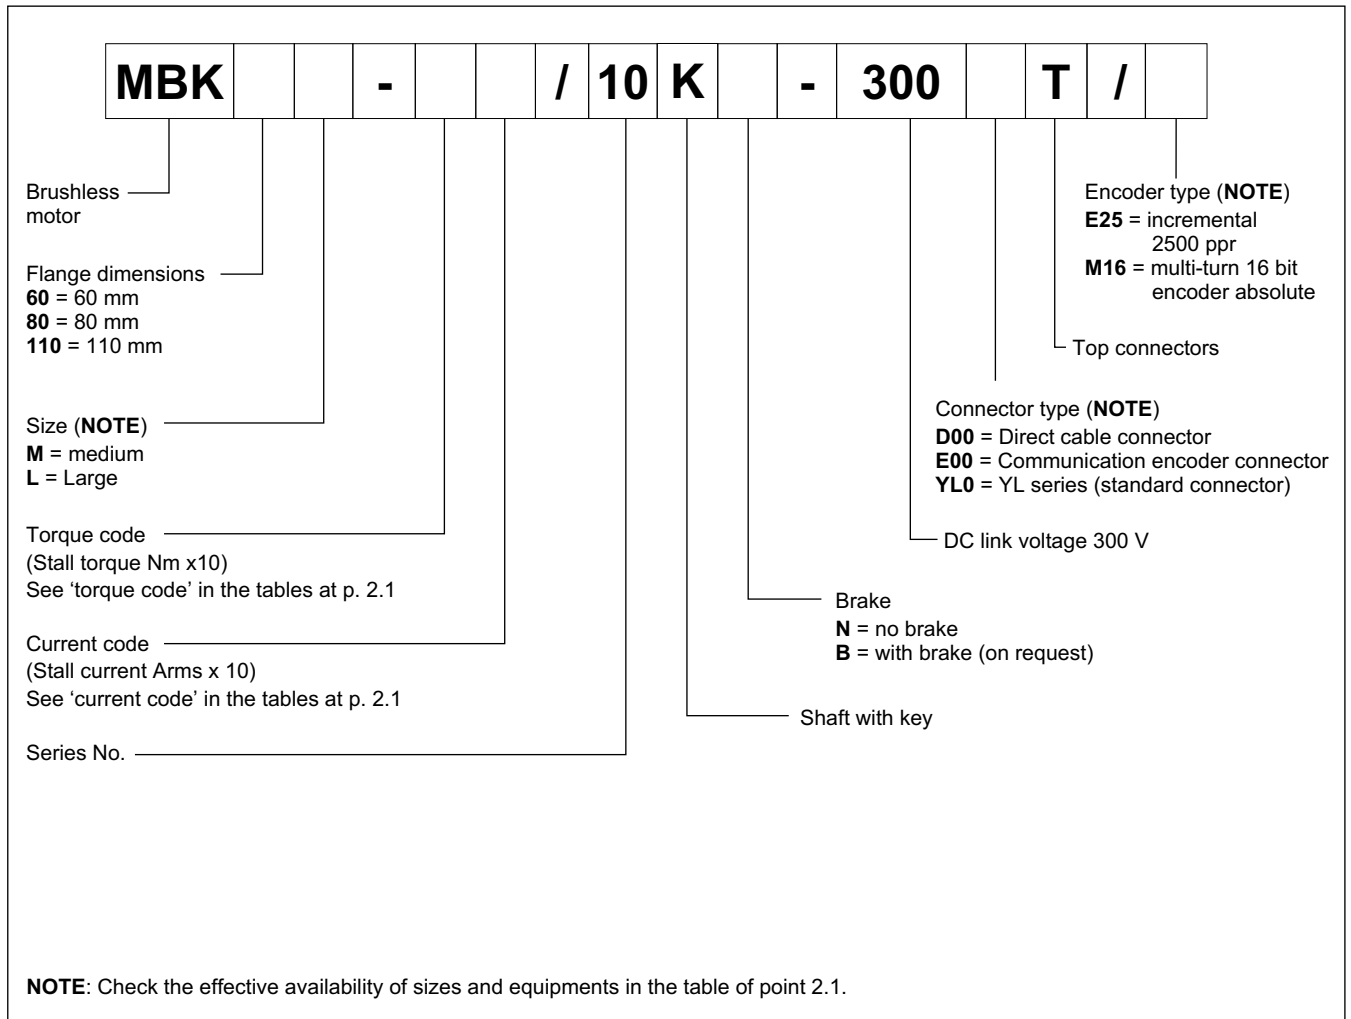 MBK - / 10 K - 300 T /
Brushless
motor
Flange dimensions
60 = 60 mm
80 = 80 mm
110 = 110 mm
Size (NOTE)
M = medium
L = Large
Torque code
(Stall torque Nm x10)
See ‘torque code’ in the tables at p. 2.1
Current code
(Stall current Arms x 10)
See ‘current code’ in the tables at p. 2.1
Series No.
Encoder type (NOTE)
E25 = incremental
2500 ppr
M16 = multi-turn 16 bit
encoder absolute
Top connectors
Connector type (NOTE)
D00 = Direct cable connector
E00 = Communication encoder connector
YL0 = YL series (standard connector)
DC link voltage 300 V
Brake
N = no brake
B = with brake (on request)
Shaft with key
NOTE: Check the effective availability of sizes and equipments in the table of point 2.1.